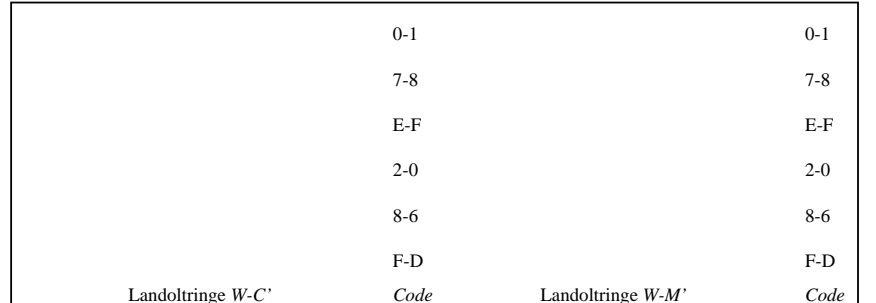 0-1 0-1
7-8 7-8
E-F E-F
2-0 2-0
8-6 8-6
F-D F-D
Landoltringe W-C’ Code Landoltringe W-M’ Code